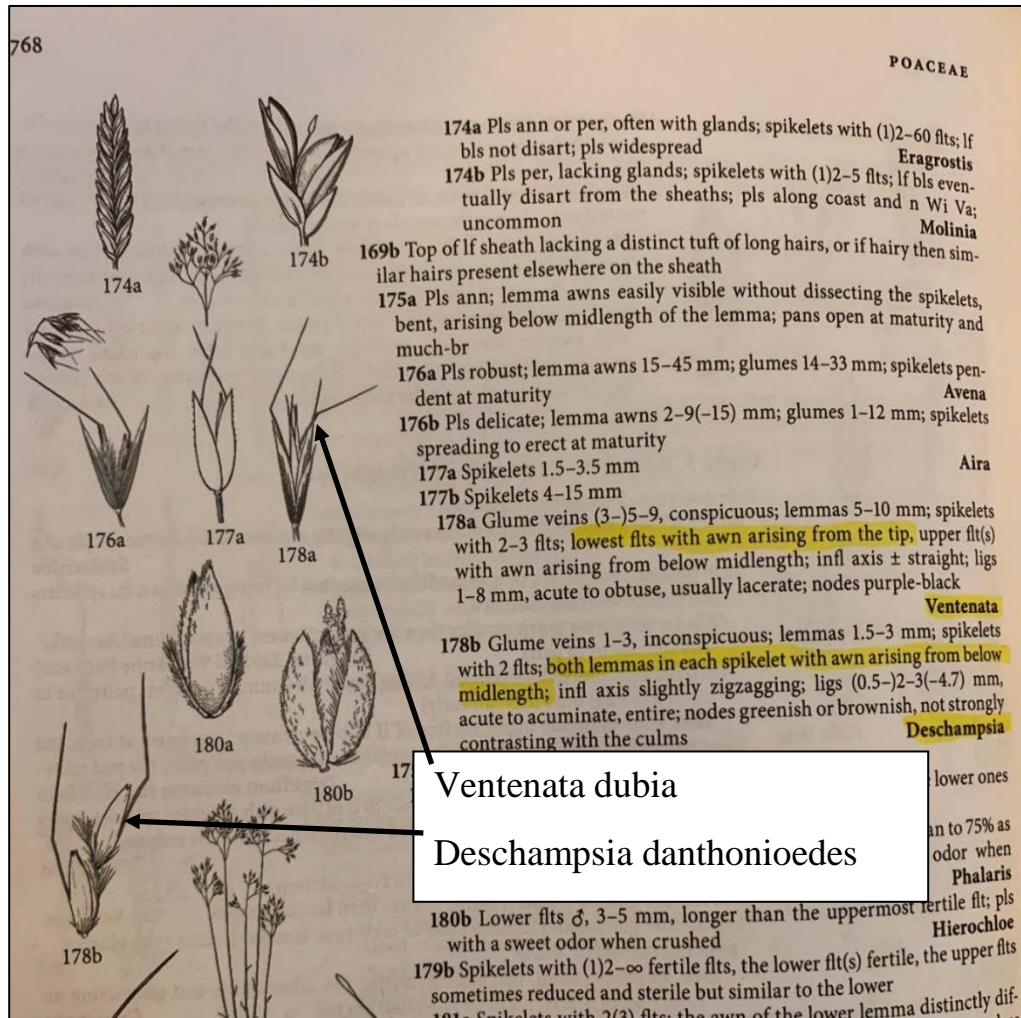 768
POACEAE
174a Pls ann or per, often with glands; spikelets with (1)2–60 flts; lf
bls not disart; pls widespread Eragrostis
174b Pls per, lacking glands; spikelets with (1)2–5 flts; lf bls even-
tually disart from the sheaths; pls along coast and n Wi Va;
uncommon Molinia
169b Top of lf sheath lacking a distinct tuft of long hairs, or if hairy then sim-
ilar hairs present elsewhere on the sheath
175a Pls ann; lemma awns easily visible without dissecting the spikelets,
bent, arising below midlength of the lemma; pans open at maturity and
much-br
176a Pls robust; lemma awns 15–45 mm; glumes 14–33 mm; spikelets pen-
dent at maturity Avena
176b Pls delicate; lemma awns 2–9(–15) mm; glumes 1–12 mm; spikelets
spreading to erect at maturity
177a Spikelets 1.5–3.5 mm Aira
177b Spikelets 4–15 mm
178a Glume veins (3–)5–9, conspicuous; lemmas 5–10 mm; spikelets
with 2–3 flts; lowest flts with awn arising from the tip, upper flt(s)
with awn arising from below midlength; infl axis ± straight; ligs
1–8 mm, acute to obtuse, usually lacerate; nodes purple-black
Ventenata
178b Glume veins 1–3, inconspicuous; lemmas 1.5–3 mm; spikelets
with 2 flts; both lemmas in each spikelet with awn arising from below
midlength; infl axis slightly zigzagging; ligs (0.5–)2–3(–4.7) mm,
acute to acuminate, entire; nodes greenish or brownish, not strongly
contrasting with the culms Deschampsia
lower ones
to 75% as
odor when
Phalaris
180b Lower flts ♂, 3–5 mm, longer than the uppermost fertile flt; pls
with a sweet odor when crushed Hierochloe
179b Spikelets with (1)2–∞ fertile flts, the lower flt(s) fertile, the upper flts
sometimes reduced and sterile but similar to the lower
Spikelets with 2(3) flts; the awn of the lower lemma distinctly dif-
174a
174b
176a
177a
178a
180a
180b
178b
Ventenata dubia
Deschampsia danthonioedes